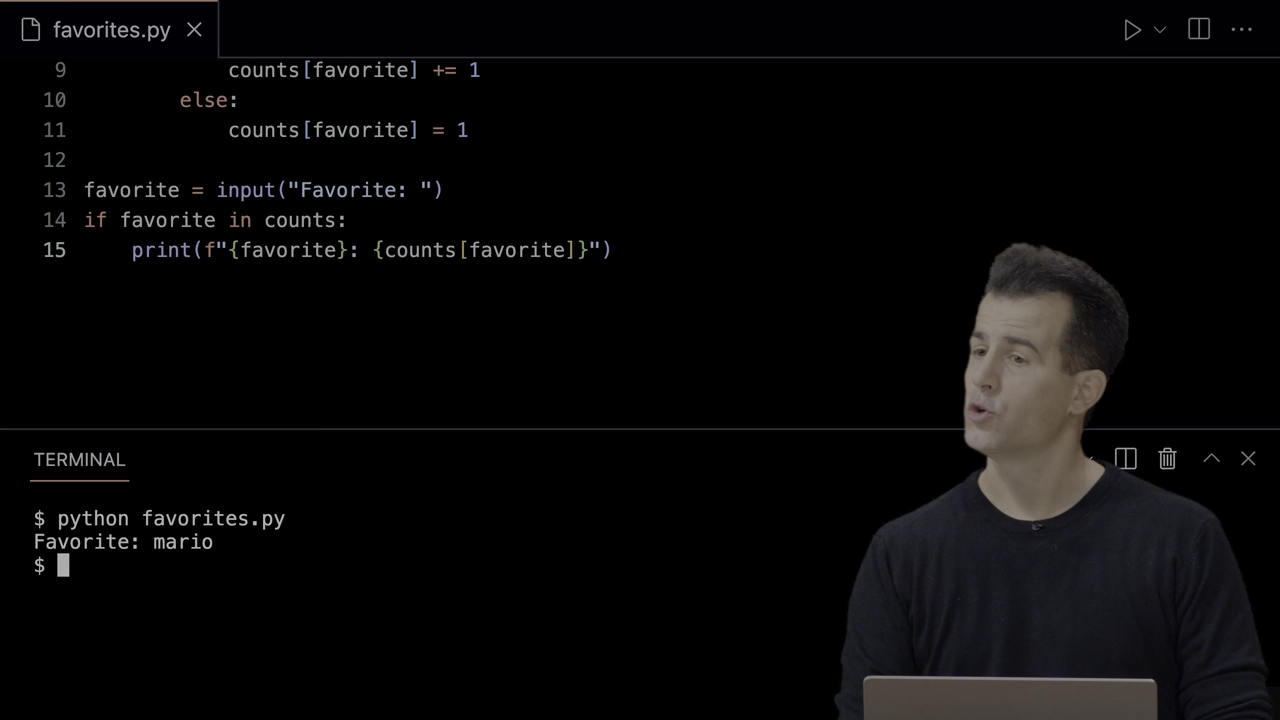 favorites.py
9 counts[favorite] += 1
10 else:
11 counts[favorite] = 1
12
13 favorite = input("Favorite: ")
14 if favorite in counts:
15 print(f"{favorite}: {counts[favorite]}")
TERMINAL
$ python favorites.py
Favorite: mario
$